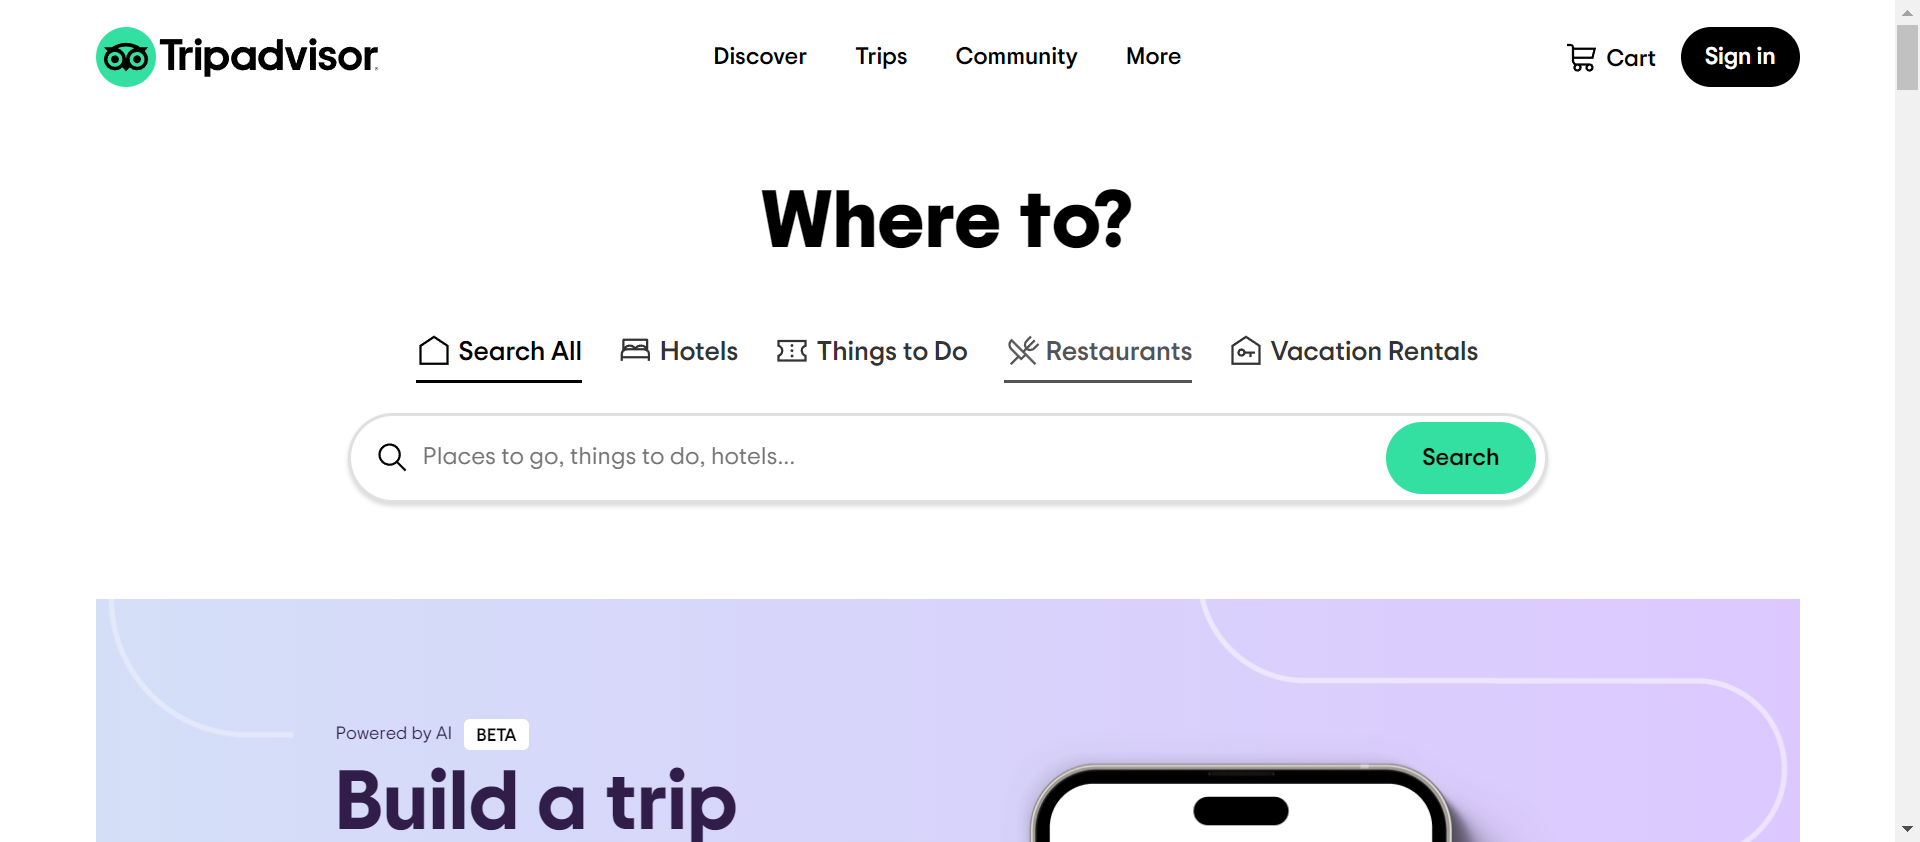 Tripadvisor
Discover Trips Community More
Cart
Sign in
Where to?
Search All Hotels Things to Do Restaurants Vacation Rentals
Places to go, things to do, hotels...
Search
Powered by AI BETA
Build a trip